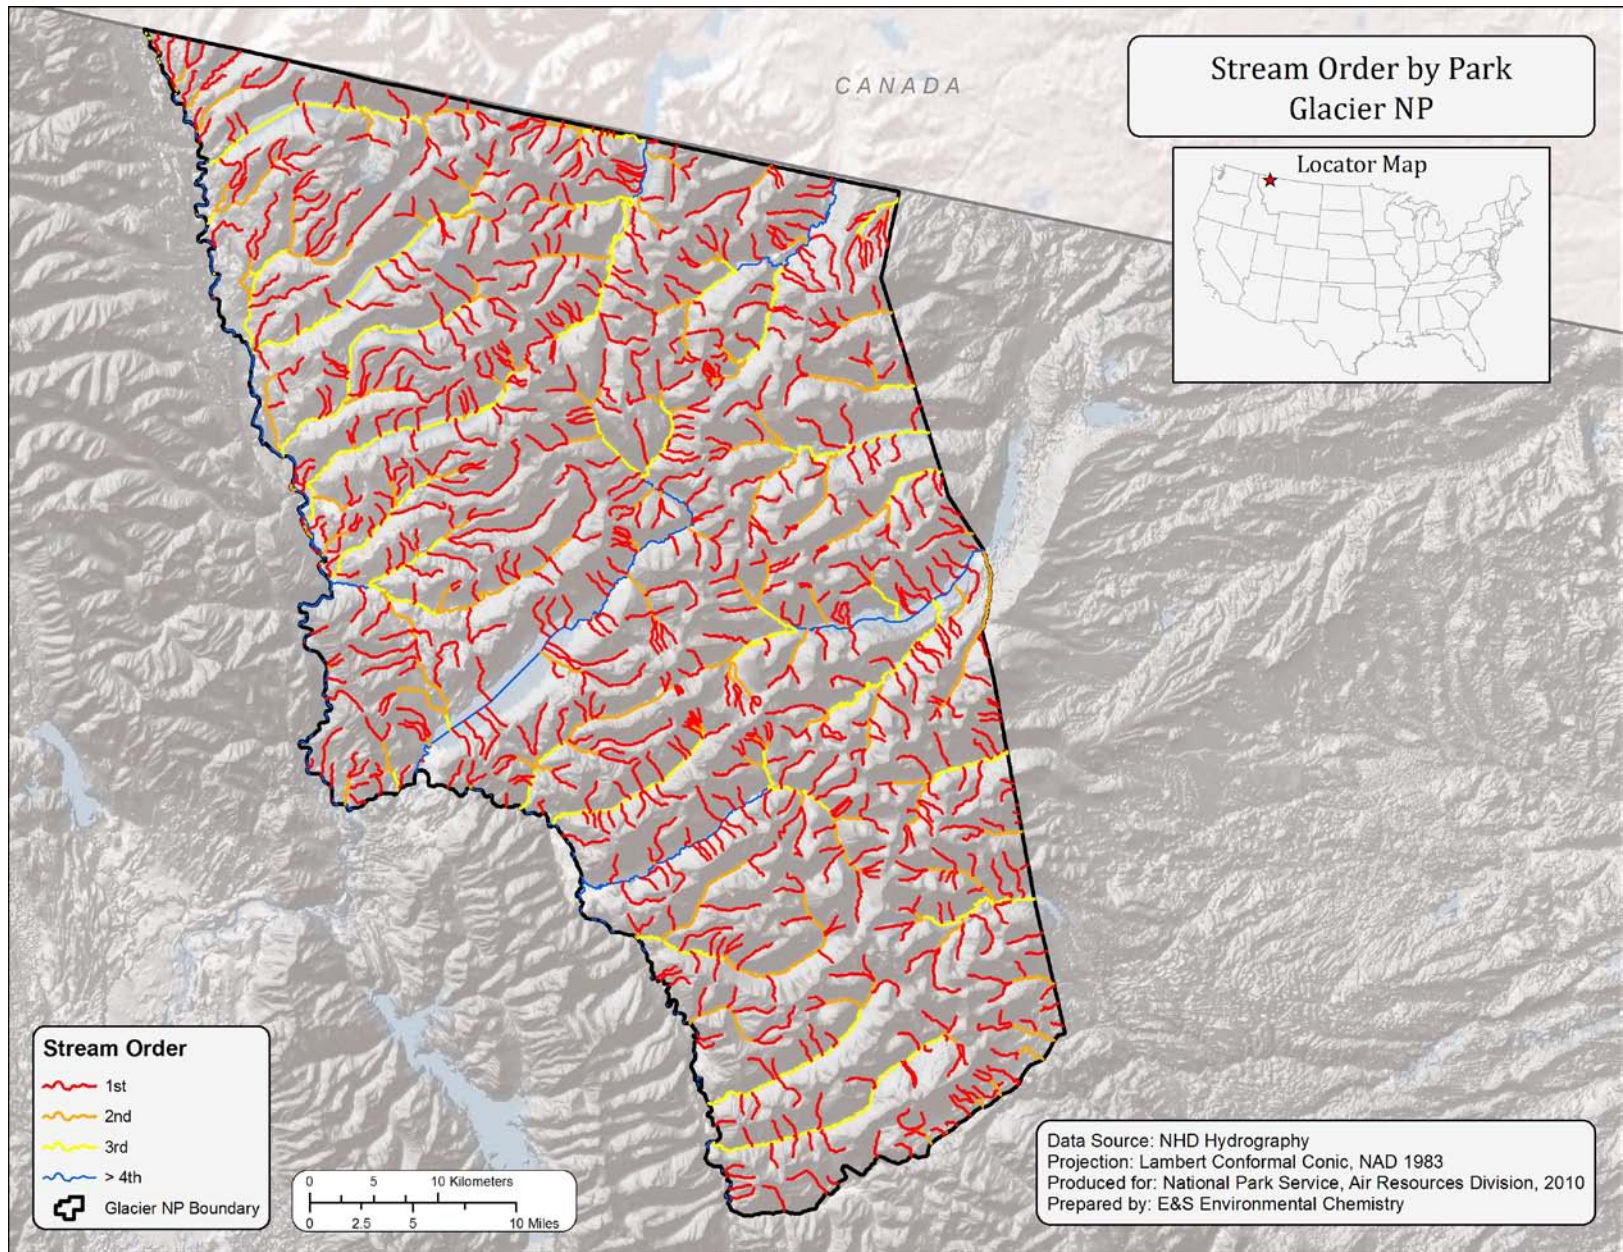 CANADA
Stream Order by Park
Glacier NP
Locator Map
Stream Order
1st
2nd
3rd
> 4th
Glacier NP Boundary
0 5 10 Kilometers
0 2.5 5 10 Miles
Data Source: NHD Hydrography
Projection: Lambert Conformal Conic, NAD 1983
Produced for: National Park Service, Air Resources Division, 2010
Prepared by: E&S Environmental Chemistry